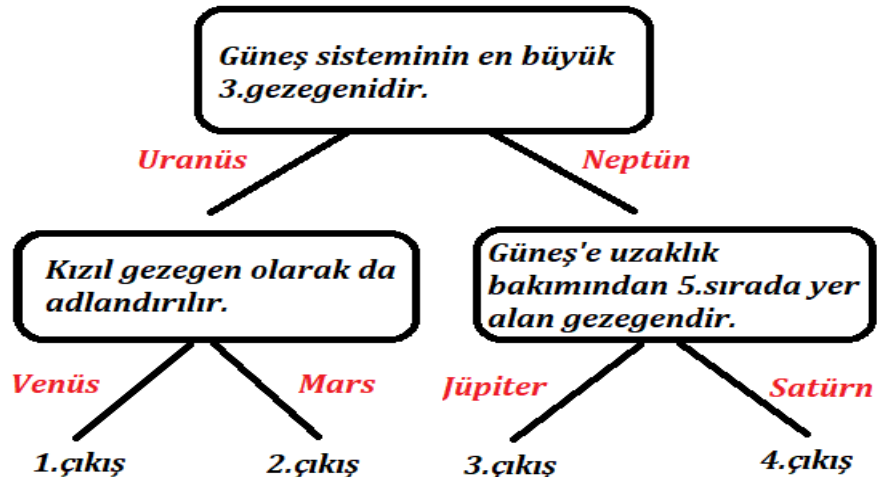 Güneş sisteminin en büyük
3.gezegenidir.
Uranüs
Neptün
Kızıl gezegen olarak da
adlandırılır.
Güneş'e uzaklık
bakımından 5.sırada yer
alan gezegendir.
Venüs
Mars
Jüpiter
Satürn
1.çıkış
2.çıkış
3.çıkış
4.çıkış